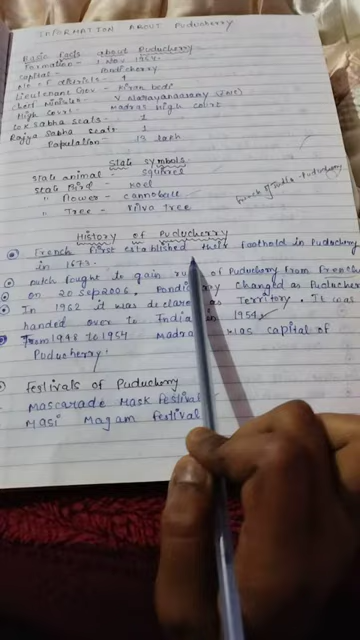 INFORMATION ABOUT PUDUCHERRY
Basic facts about Puducherry
Formation - 1 Nov 1954
Capital - Pondicherry
No of districts - 4
Lieutenant Gov. - Kiran bedi
Chief Minister - V Narayanasamy
High Court - Madras High court
Lok sabha seats - 1
Rajya Sabha seats - 1
Population - 13 lakh
State symbols
State animal - squirrel
State Bird - Koel
" flower - cannonball
" Tree - Bilva tree
French of India - Puducherry
History of Puducherry
French first established their foothold in Puducherry
in 1673.
Dutch fought to gain of Puducherry from French
on 20 Sep 2006, changed as Puducherry
In 1962 it was declared as Territory. It was
handed over to India in 1954.
From 1948 to 1954 was capital of
Puducherry.
festivals of Puducherry
Mascarade Mask festival
Masi Magam festival